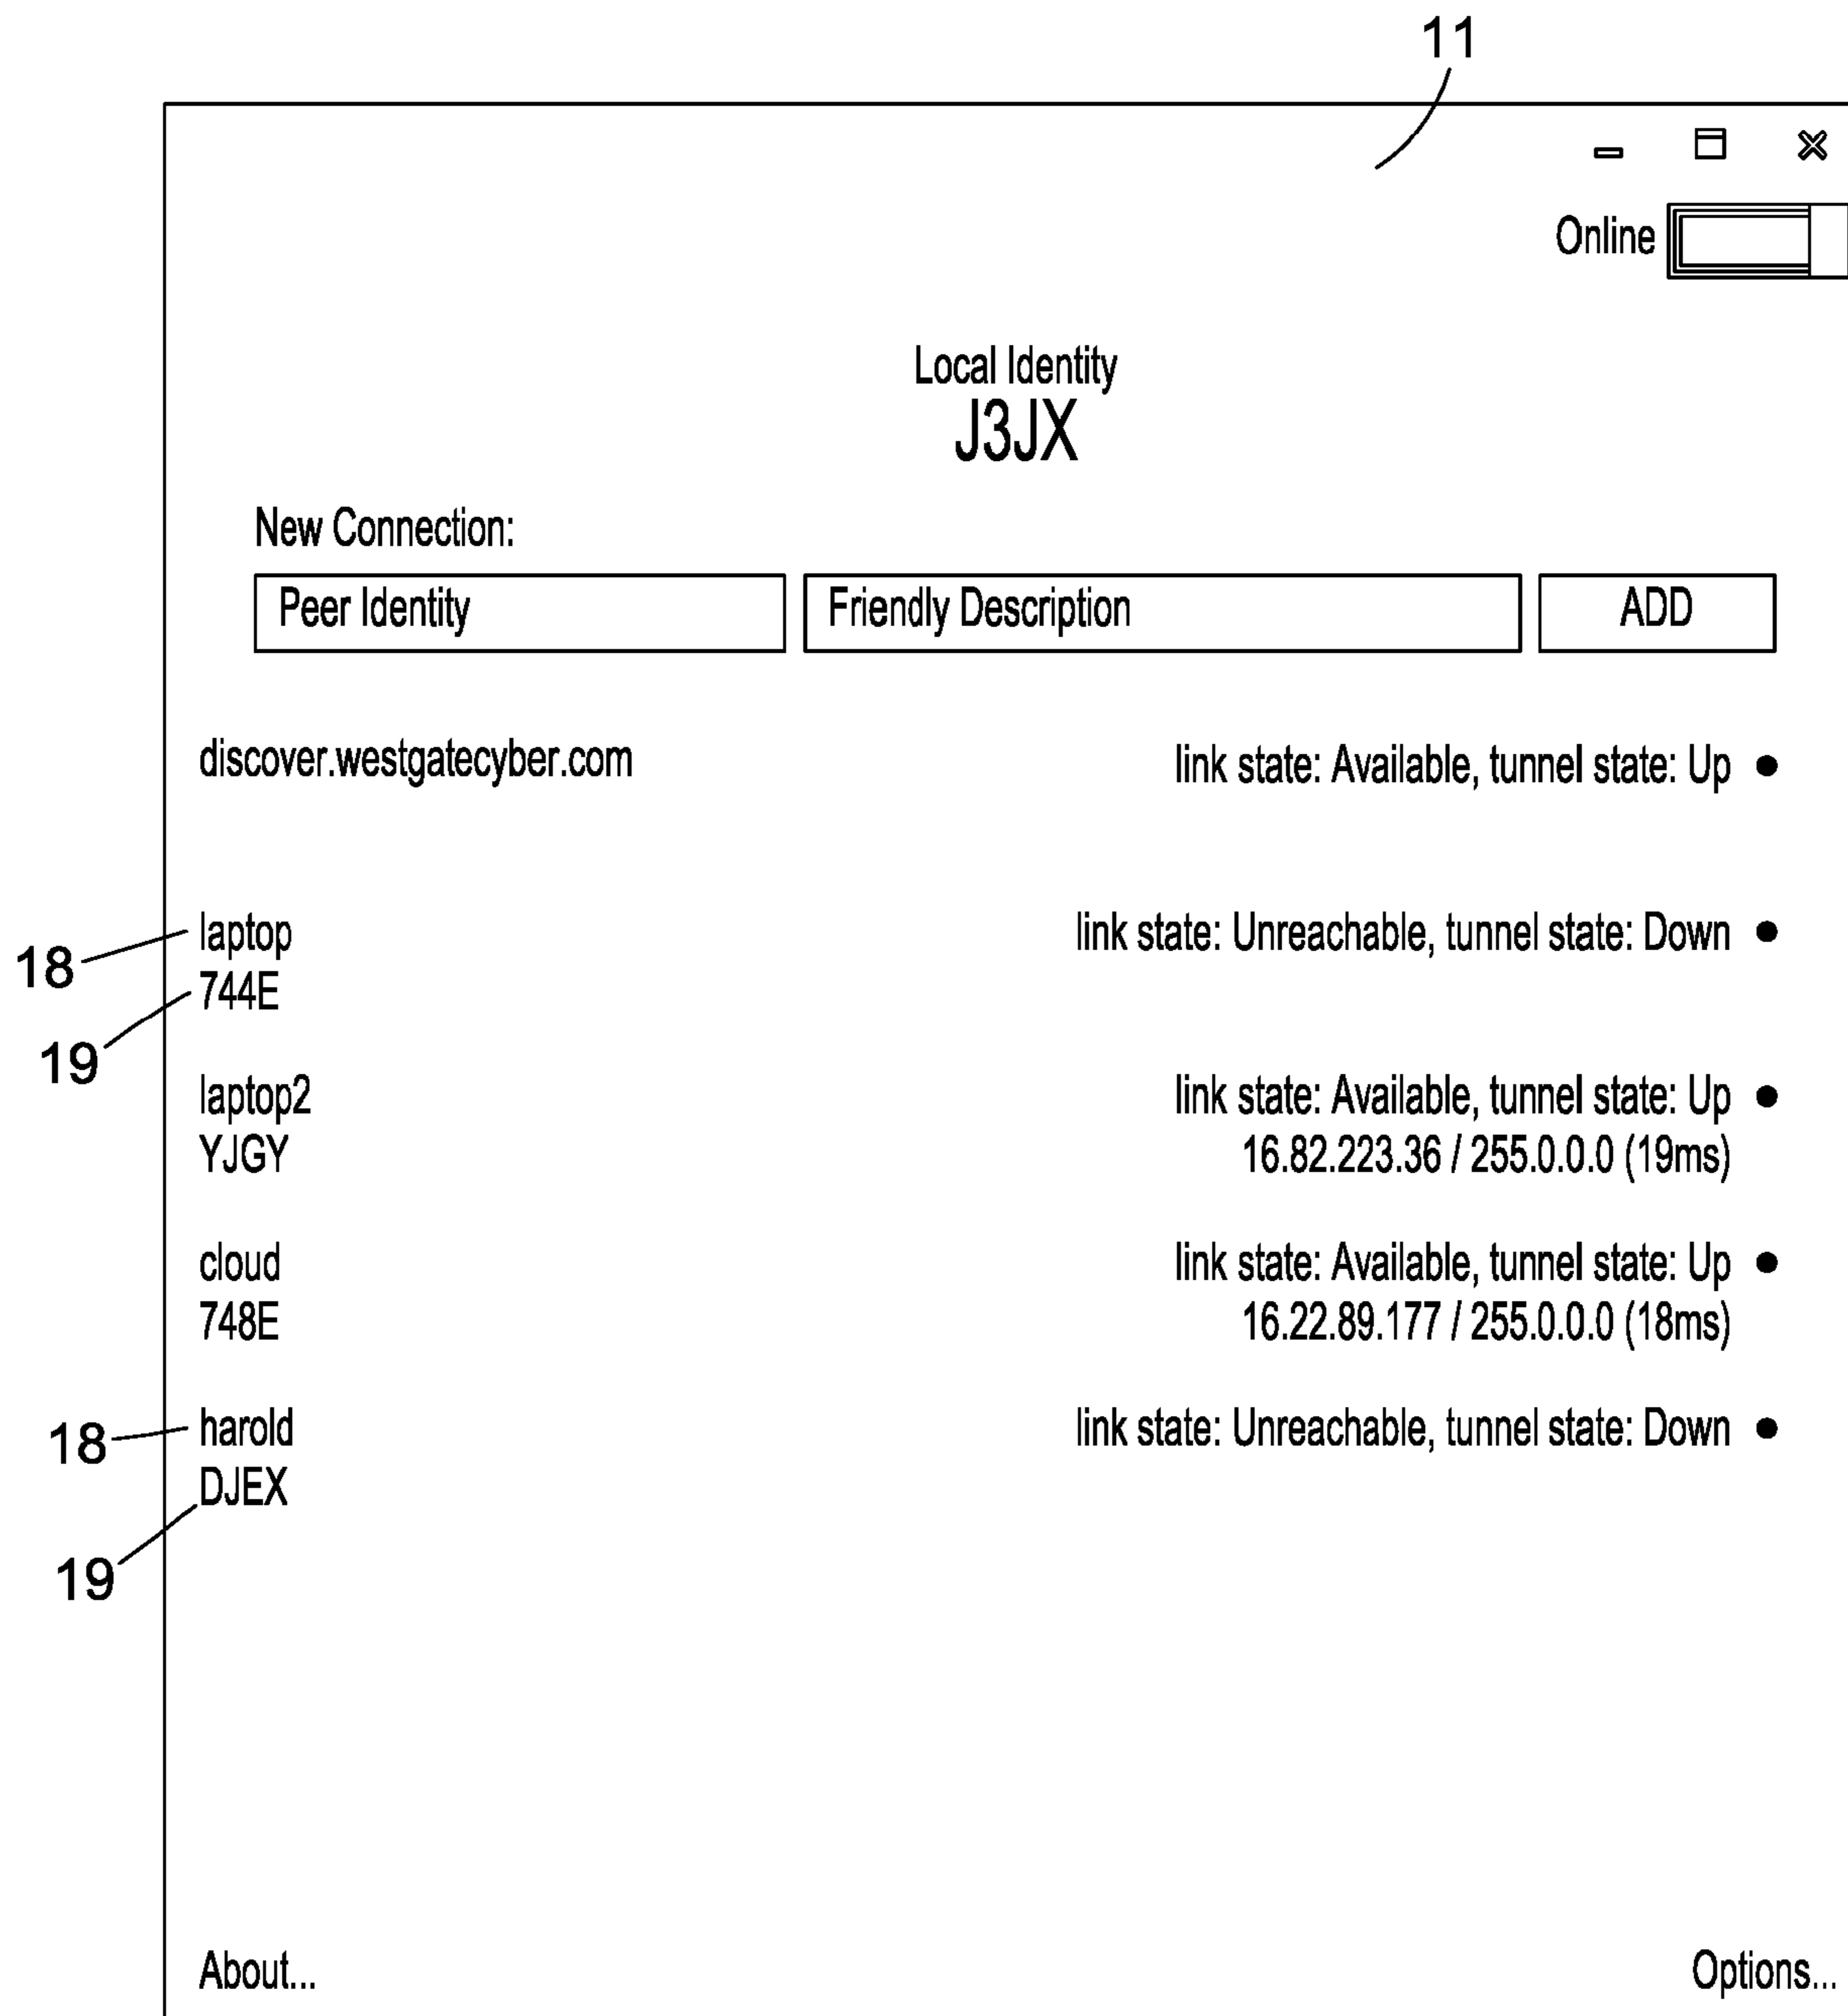 11
Online
Local Identity
J3JX
New Connection:
Peer Identity Friendly Description ADD
discover.westgatecyber.com link state: Available, tunnel state: Up
18 laptop link state: Unreachable, tunnel state: Down
19 744E
laptop2 link state: Available, tunnel state: Up
YJGY 16.82.223.36 / 255.0.0.0 (19ms)
cloud link state: Available, tunnel state: Up
748E 16.22.89.177 / 255.0.0.0 (18ms)
18 harold link state: Unreachable, tunnel state: Down
19 DJEX
About... Options...